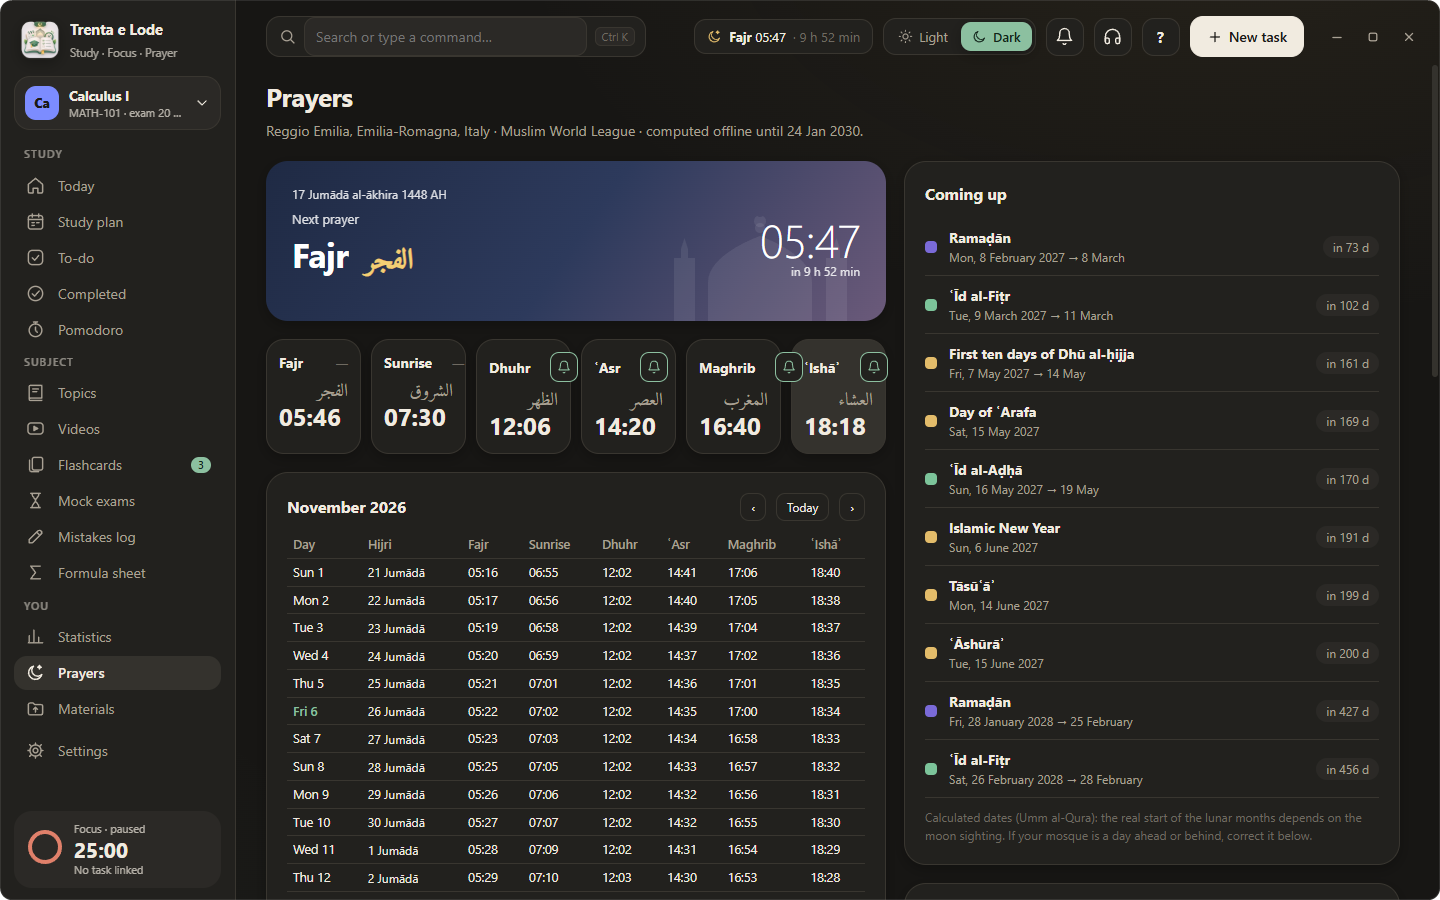 Trenta e Lode
Study · Focus · Prayer
Search or type a command...
Ctrl K
Fajr 05:47 · 9 h 52 min
Light
Dark
?
+ New task
Ca
Calculus I
MATH-101 · exam 20 ...
STUDY
Today
Study plan
To-do
Completed
Pomodoro
SUBJECT
Topics
Videos
Flashcards
3
Mock exams
Mistakes log
Formula sheet
YOU
Statistics
Prayers
Materials
Settings
Focus · paused
25:00
No task linked
Prayers
Reggio Emilia, Emilia-Romagna, Italy · Muslim World League · computed offline until 24 Jan 2030.
17 Jumādā al-ākhira 1448 AH
Next prayer
Fajr الفجر
05:47
in 9 h 52 min
Fajr —
الفجر
05:46
Sunrise —
الشروق
07:30
Dhuhr
الظهر
12:06
ʿAsr
العصر
14:20
Maghrib
المغرب
16:40
ʿIshāʾ
العشاء
18:18
November 2026
‹ Today ›
Day Hijri Fajr Sunrise Dhuhr ʿAsr Maghrib ʿIshāʾ
Sun 1 21 Jumādā 05:16 06:55 12:02 14:41 17:06 18:40
Mon 2 22 Jumādā 05:17 06:56 12:02 14:40 17:05 18:38
Tue 3 23 Jumādā 05:19 06:58 12:02 14:39 17:04 18:37
Wed 4 24 Jumādā 05:20 06:59 12:02 14:37 17:02 18:36
Thu 5 25 Jumādā 05:21 07:01 12:02 14:36 17:01 18:35
Fri 6 26 Jumādā 05:22 07:02 12:02 14:35 17:00 18:34
Sat 7 27 Jumādā 05:23 07:03 12:02 14:34 16:58 18:33
Sun 8 28 Jumādā 05:25 07:05 12:02 14:33 16:57 18:32
Mon 9 29 Jumādā 05:26 07:06 12:02 14:32 16:56 18:31
Tue 10 30 Jumādā 05:27 07:07 12:02 14:32 16:55 18:30
Wed 11 1 Jumādā 05:28 07:09 12:02 14:31 16:54 18:29
Thu 12 2 Jumādā 05:29 07:10 12:03 14:30 16:53 18:28
Coming up
Ramaḍān
Mon, 8 February 2027 → 8 March
in 73 d
ʿĪd al-Fiṭr
Tue, 9 March 2027 → 11 March
in 102 d
First ten days of Dhū al-ḥijja
Fri, 7 May 2027 → 14 May
in 161 d
Day of ʿArafa
Sat, 15 May 2027
in 169 d
ʿĪd al-Aḍḥā
Sun, 16 May 2027 → 19 May
in 170 d
Islamic New Year
Sun, 6 June 2027
in 191 d
Tāsūʿāʾ
Mon, 14 June 2027
in 199 d
ʿĀshūrāʾ
Tue, 15 June 2027
in 200 d
Ramaḍān
Fri, 28 January 2028 → 25 February
in 427 d
ʿĪd al-Fiṭr
Sat, 26 February 2028 → 28 February
in 456 d
Calculated dates (Umm al-Qura): the real start of the lunar months depends on the
moon sighting. If your mosque is a day ahead or behind, correct it below.